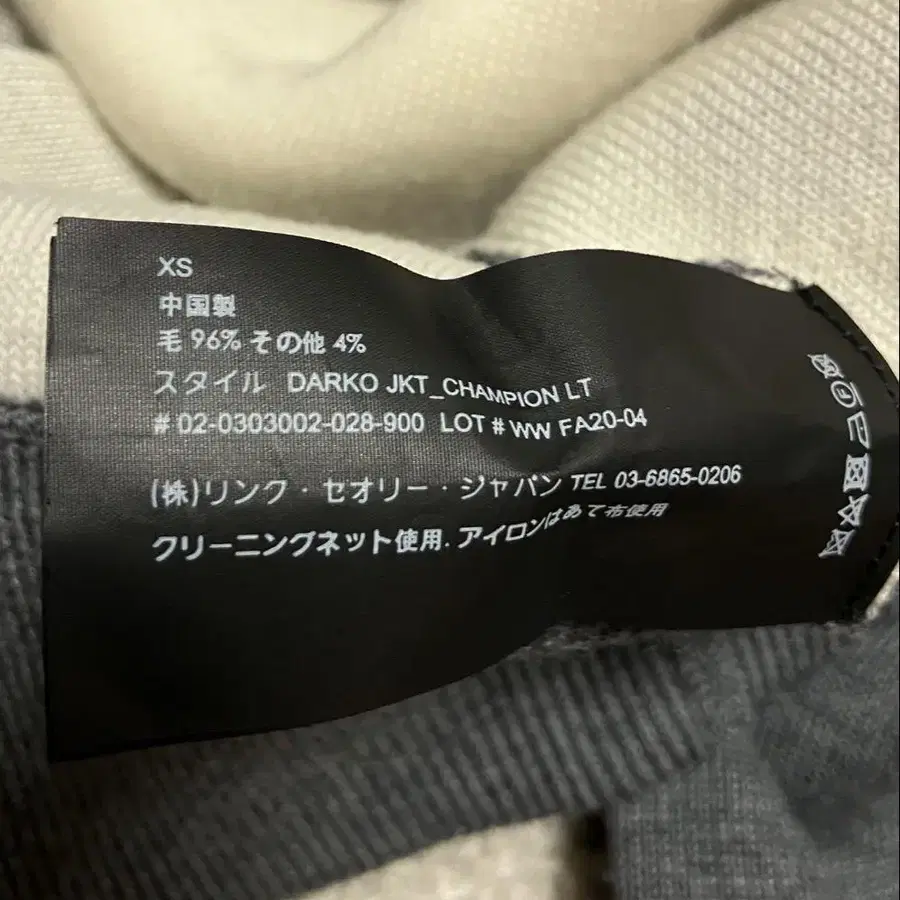 XS
中国製
毛 96% その他 4%
スタイル DARKO JKT_CHAMPION LT
# 02-0303002-028-900 LOT # WW FA20-04
(株)リンク・セオリー・ジャパン TEL 03-6865-0206
クリーニングネット使用. アイロンはあて布使用